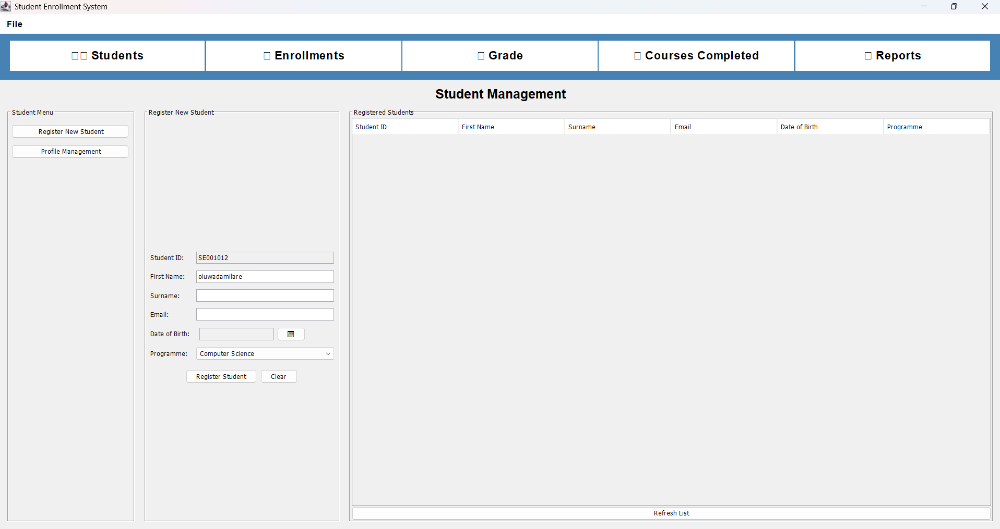 Student Enrollment System
File
Students
Enrollments
Grade
Courses Completed
Reports
Student Management
Student Menu
Register New Student
Profile Management
Register New Student
Student ID: SE001012
First Name: oluwadamilare
Surname:
Email:
Date of Birth:
Programme: Computer Science
Register Student Clear
Registered Students
Student ID First Name Surname Email Date of Birth Programme
Refresh List